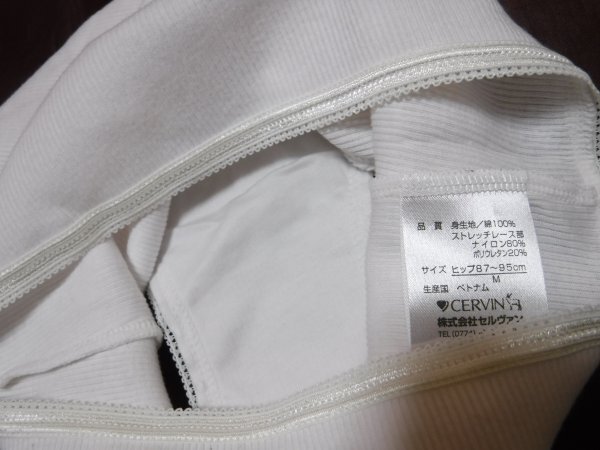 品 質 身生地／綿100%
ストレッチレース部
ナイロン80%
ポリウレタン20%
サイズ ヒップ87~95cm
M
生産国 ベトナム
CERVIN
株式会社セルヴァン
TEL(077